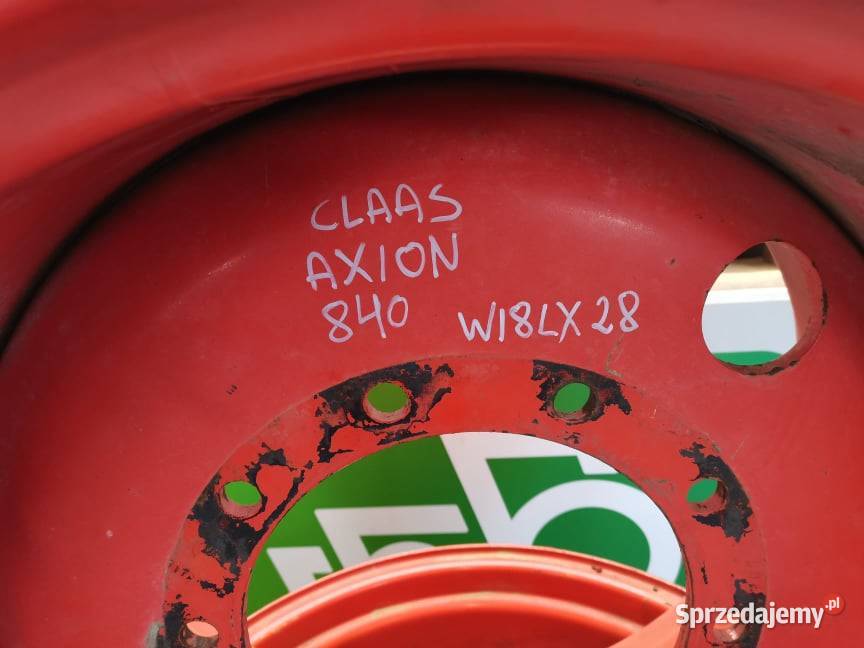 CLAAS
AXION
840 W18LX28
Sprzedajemy.pl